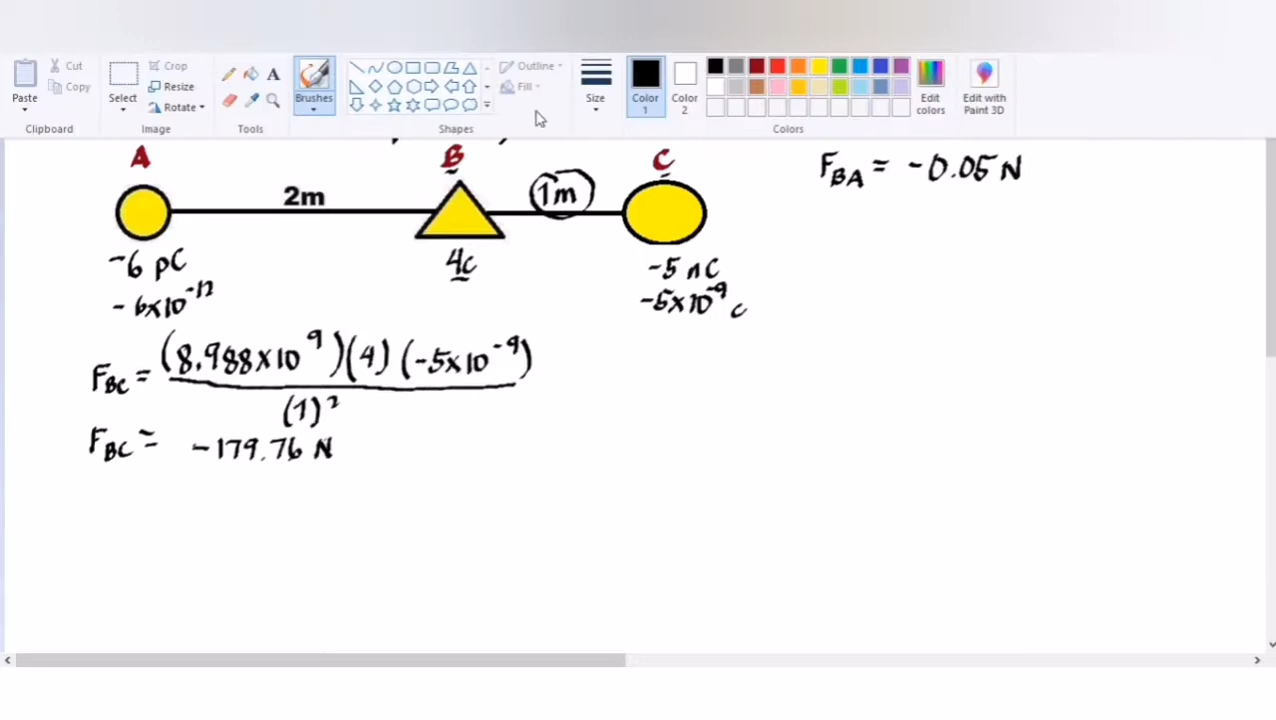 Paste
Cut
Copy
Clipboard
Select
Crop
Resize
Rotate
Image
A
Tools
Brushes
Shapes
Outline
Fill
Size
Color 1
Color 2
Colors
Edit colors
Edit with Paint 3D
A
B
C
2m
1m
-6 pC
-6x10^-12
4c
-5 nC
-5x10^-9 c
F_BA = -0.05 N
F_BC = (8.988x10^9)(4)(-5x10^-9)
(1)^2
F_BC = -179.76 N